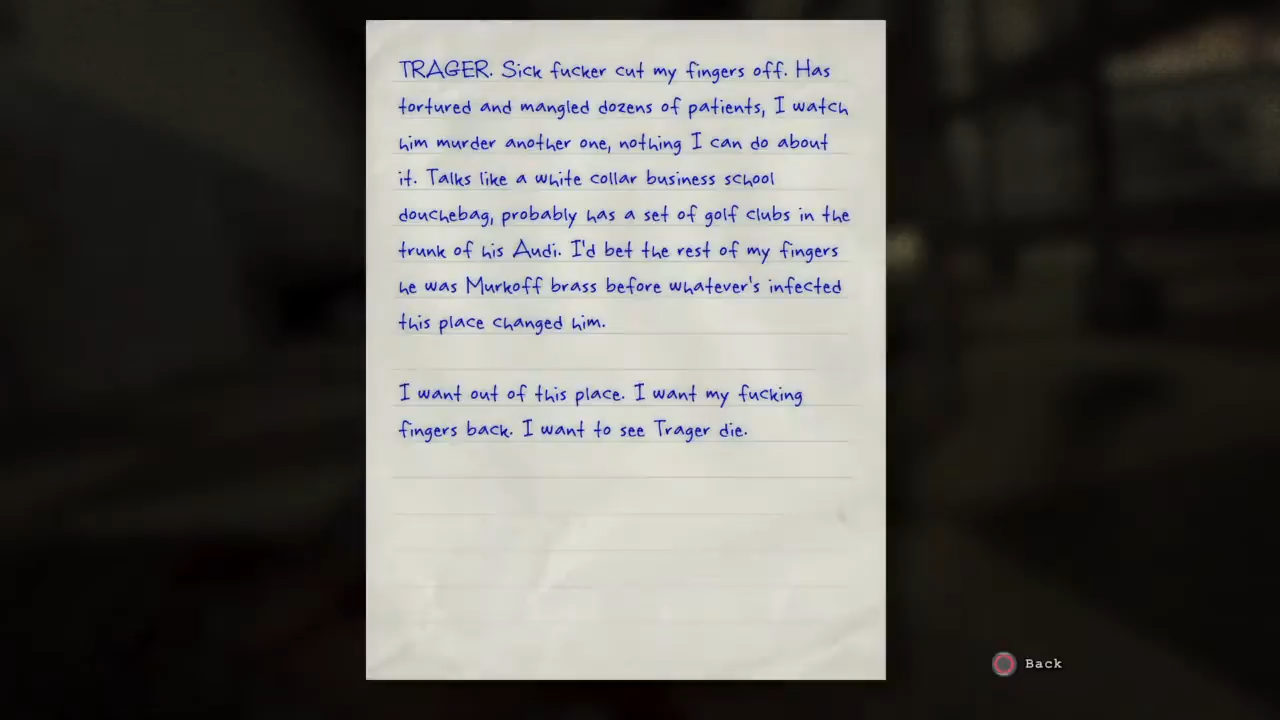 TRAGER. Sick fucker cut my fingers off. Has
tortured and mangled dozens of patients, I watch
him murder another one, nothing I can do about
it. Talks like a white collar business school
douchebag, probably has a set of golf clubs in the
trunk of his Audi. I'd bet the rest of my fingers
he was Murkoff brass before whatever's infected
this place changed him.
I want out of this place. I want my fucking
fingers back. I want to see Trager die.
Back